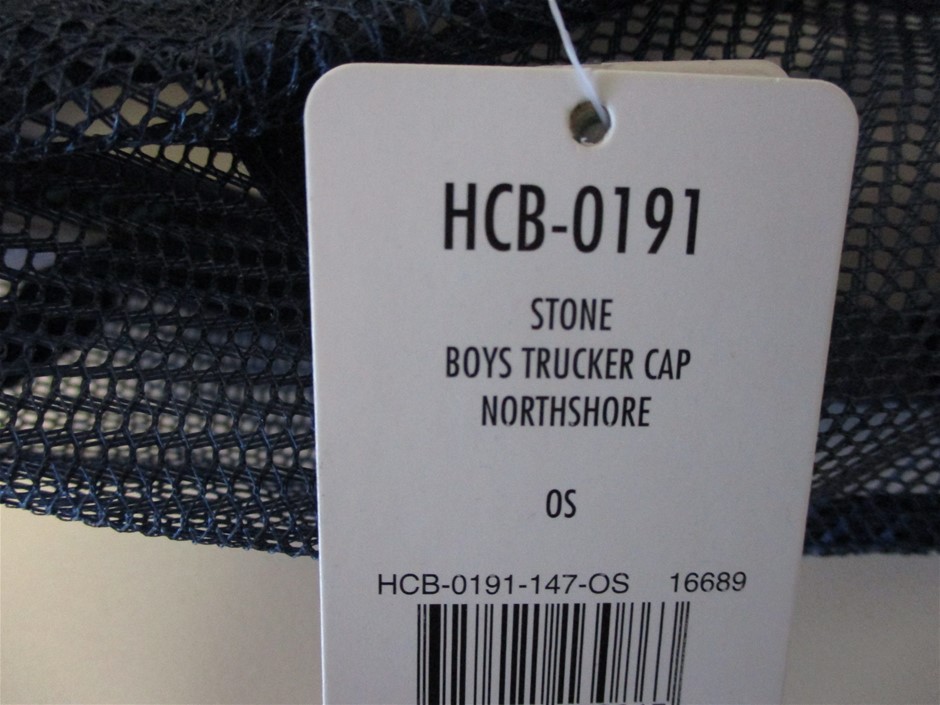 HCB-0191
STONE
BOYS TRUCKER CAP
NORTHSHORE
OS
HCB-0191-147-OS 16689